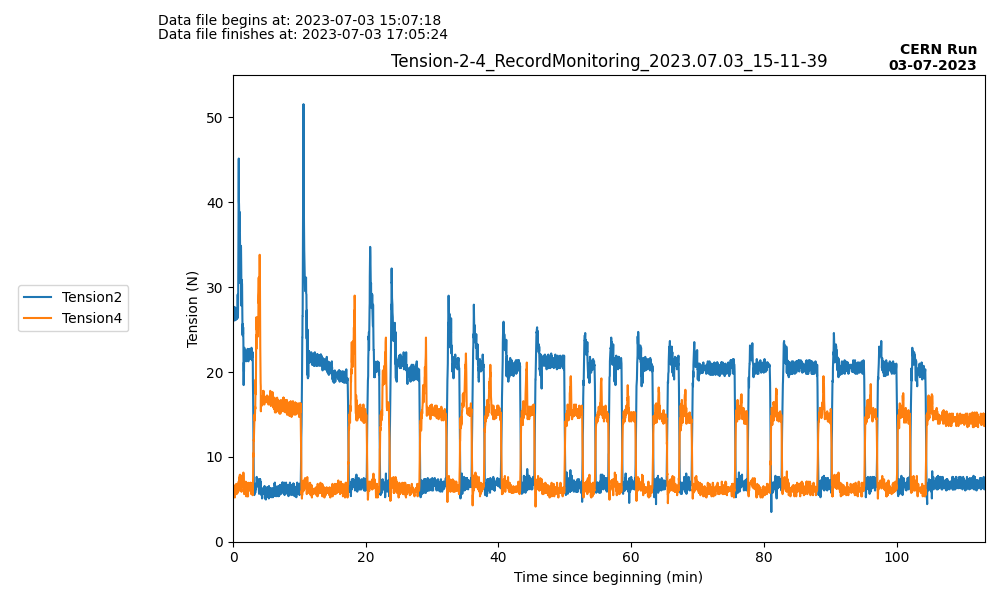 Data file begins at: 2023-07-03 15:07:18
Data file finishes at: 2023-07-03 17:05:24
CERN Run
03-07-2023
Tension-2-4_RecordMonitoring_2023.07.03_15-11-39
50
40
30
20
10
0
Tension (N)
Tension2
Tension4
0 20 40 60 80 100
Time since beginning (min)